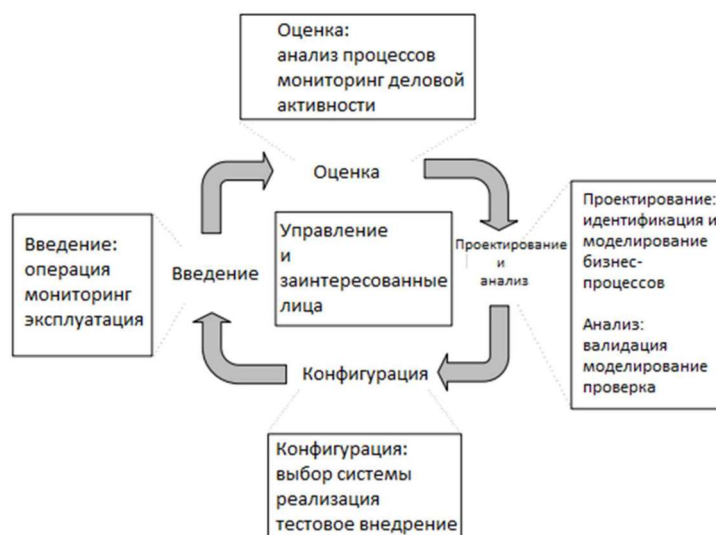 Оценка:
анализ процессов
мониторинг деловой
активности
Оценка
Введение:
операция
мониторинг
эксплуатация
Введение
Управление
и
заинтересованные
лица
Проектирование
и
анализ
Проектирование:
идентификация и
моделирование
бизнес-
процессов
Анализ:
валидация
моделирование
проверка
Конфигурация
Конфигурация:
выбор системы
реализация
тестовое внедрение